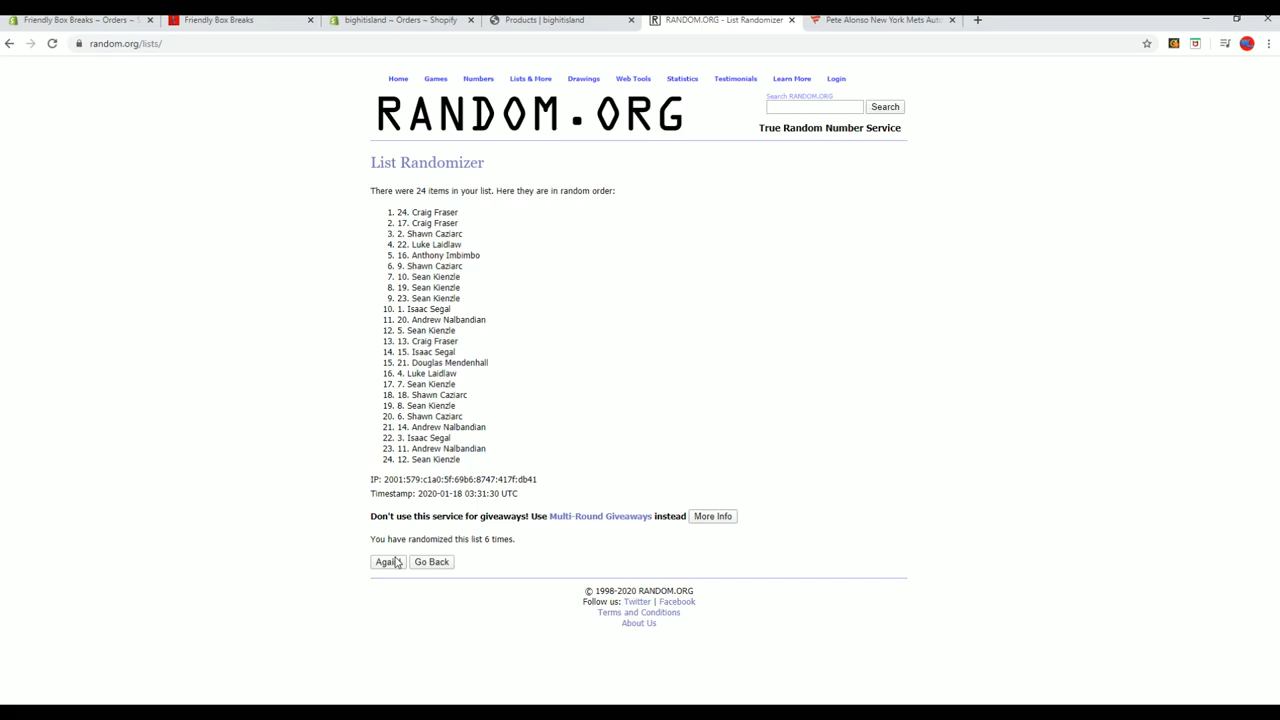 Friendly Box Breaks ~ Orders ~ S
Friendly Box Breaks
bighitisland ~ Orders ~ Shopify
Products | bighitisland
RANDOM.ORG - List Randomizer
Pete Alonso New York Mets Aut
random.org/lists/
Home Games Numbers Lists & More Drawings Web Tools Statistics Testimonials Learn More Login
RANDOM.ORG
Search RANDOM.ORG
Search
True Random Number Service
List Randomizer
There were 24 items in your list. Here they are in random order:
1. 24. Craig Fraser
2. 17. Craig Fraser
3. 2. Shawn Caziarc
4. 22. Luke Laidlaw
5. 16. Anthony Imbimbo
6. 9. Shawn Caziarc
7. 10. Sean Kienzle
8. 19. Sean Kienzle
9. 23. Sean Kienzle
10. 1. Isaac Segal
11. 20. Andrew Nalbandian
12. 5. Sean Kienzle
13. 13. Craig Fraser
14. 15. Isaac Segal
15. 21. Douglas Mendenhall
16. 4. Luke Laidlaw
17. 7. Sean Kienzle
18. 18. Shawn Caziarc
19. 8. Sean Kienzle
20. 6. Shawn Caziarc
21. 14. Andrew Nalbandian
22. 3. Isaac Segal
23. 11. Andrew Nalbandian
24. 12. Sean Kienzle
IP: 2001:579:c1a0:5f:69b6:8747:417f:db41
Timestamp: 2020-01-18 03:31:30 UTC
Don't use this service for giveaways! Use Multi-Round Giveaways instead More Info
You have randomized this list 6 times.
Again! Go Back
© 1998-2020 RANDOM.ORG
Follow us: Twitter | Facebook
Terms and Conditions
About Us